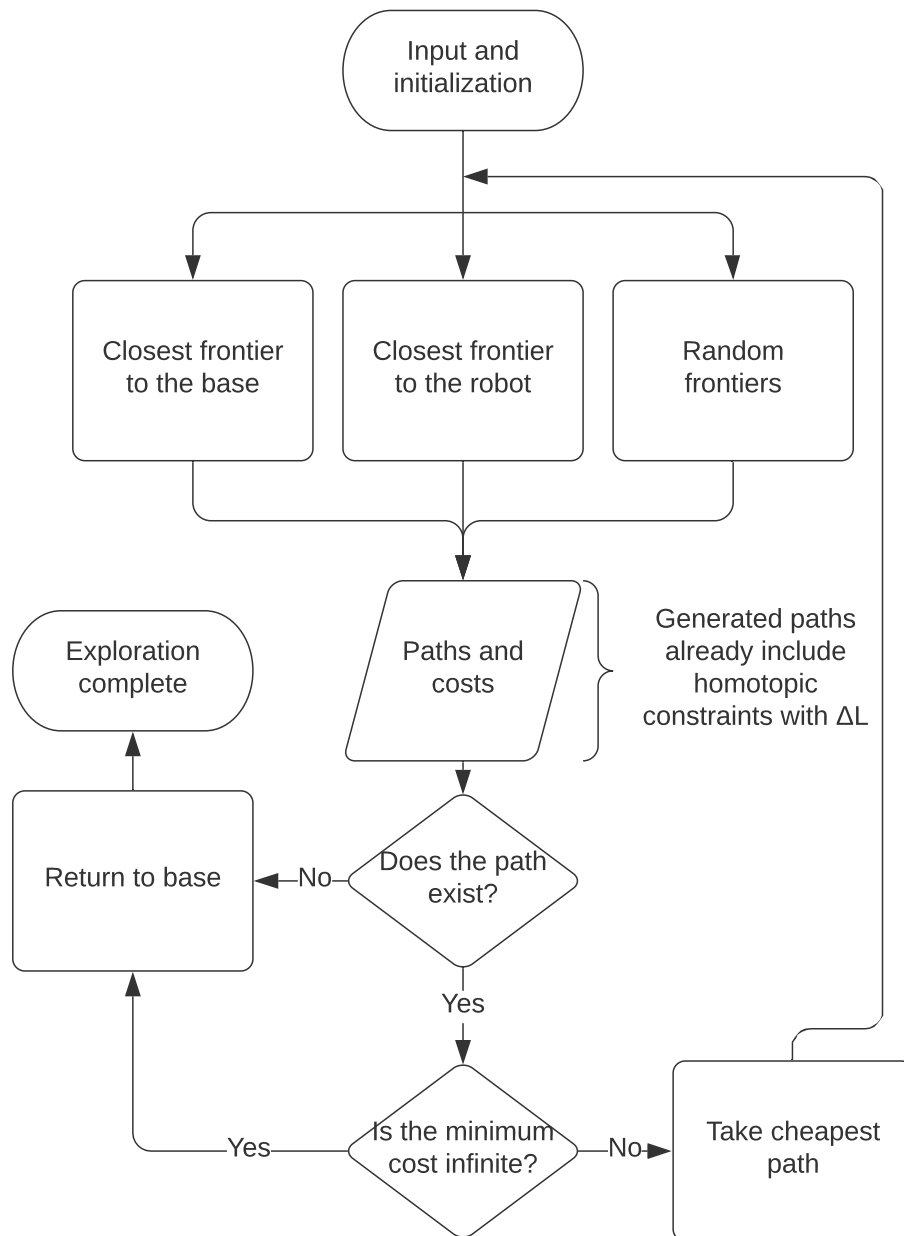 Input and
initialization
Closest frontier
to the base
Closest frontier
to the robot
Random
frontiers
Paths and
costs
Generated paths
already include
homotopic
constraints with ΔL
Exploration
complete
Return to base
No
Does the path
exist?
Yes
Is the minimum
cost infinite?
Yes
No
Take cheapest
path